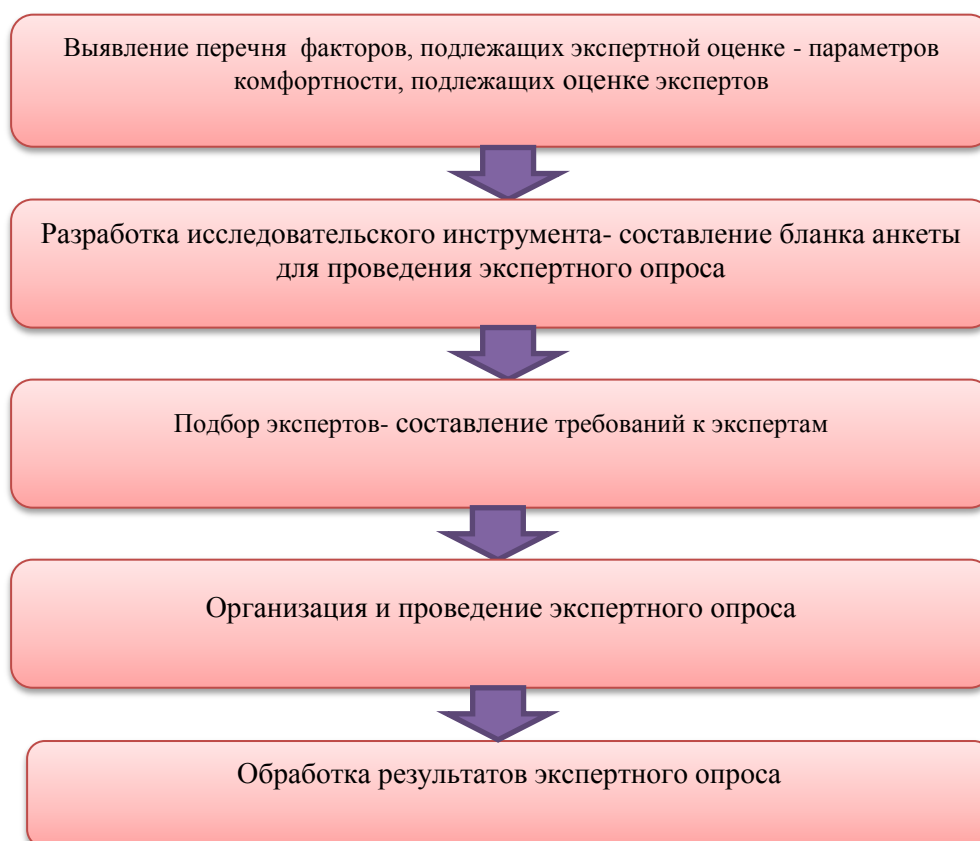 Выявление перечня факторов, подлежащих экспертной оценке - параметров
комфортности, подлежащих оценке экспертов
Разработка исследовательского инструмента- составление бланка анкеты
для проведения экспертного опроса
Подбор экспертов- составление требований к экспертам
Организация и проведение экспертного опроса
Обработка результатов экспертного опроса